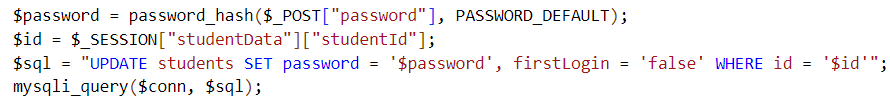 $password = password_hash($_POST["password"], PASSWORD_DEFAULT);
$id = $_SESSION["studentData"]["studentId"];
$sql = "UPDATE students SET password = '$password', firstLogin = 'false' WHERE id = '$id'";
mysqli_query($conn, $sql);